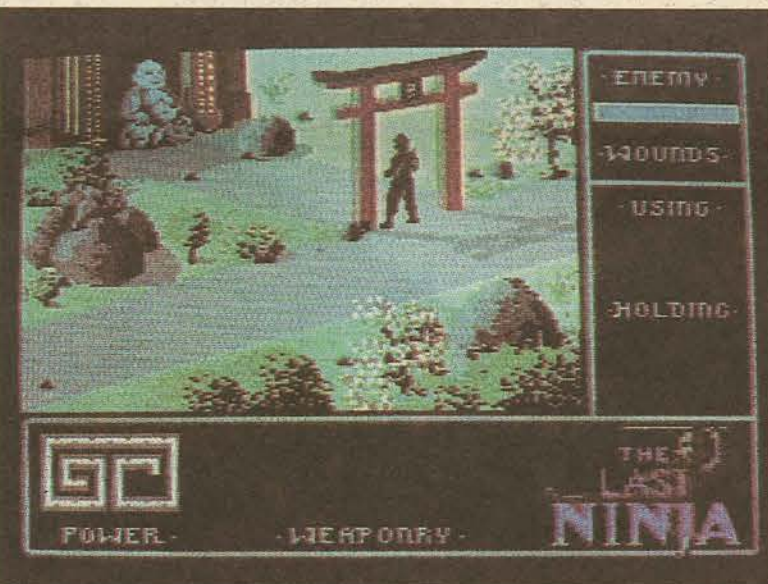 ·ENEMY·
·WOUNDS·
·USING·
·HOLDING·
POWER·
·WEAPONRY·
THE
LAST
NINJA